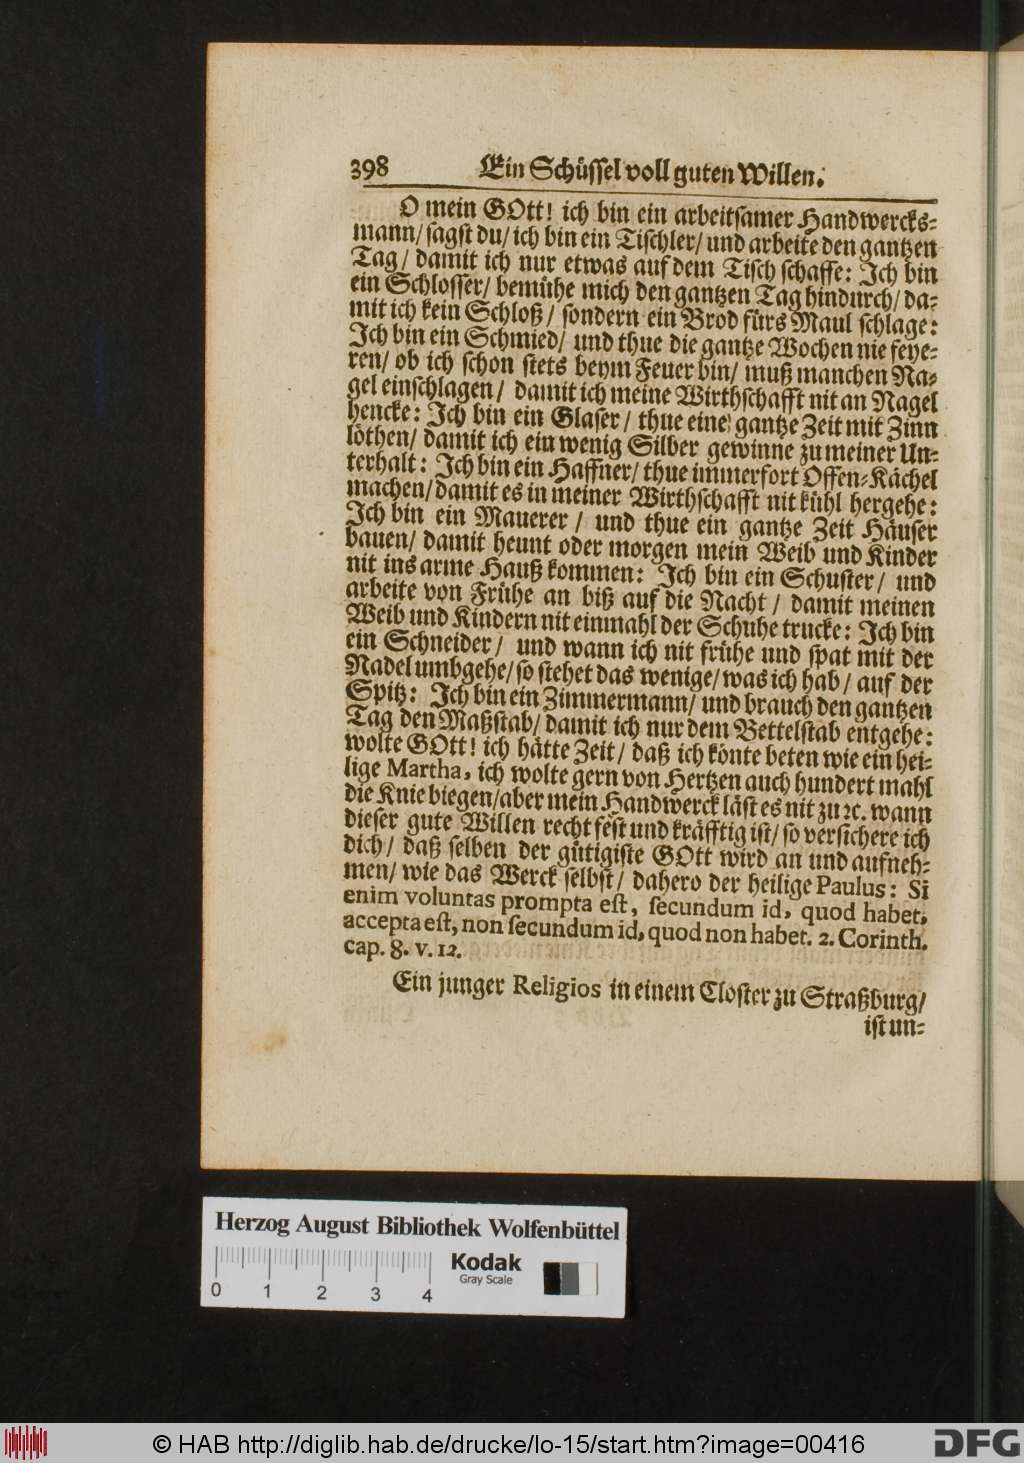 398 Ein Schüssel voll guten Willen.
O mein GOtt! ich bin ein arbeitsamer Handwercks-
mann/ sagst du/ ich bin ein Tischler/ und arbeite den gantzen
Tag/ damit ich nur etwas auf dem Tisch schaffe: Ich bin
ein Schlosser/ bemühe mich den gantzen Tag hindurch/ da-
mit ich kein Schloß/ sondern ein Brod fürs Maul schlage:
Ich bin ein Schmied/ und thue die gantze Wochen nie feye-
ren/ ob ich schon stets beym Feuer bin/ muß manchen Na-
gel einschlagen/ damit ich meine Wirthschafft nit an Nagel
hencke: Ich bin ein Glaser/ thue eine gantze Zeit mit Zinn
löthen/ damit ich ein wenig Silber gewinne zu meiner Un-
terhalt: Ich bin ein Haffner/ thue immerfort Offen-Kächel
machen/ damit es in meiner Wirthschafft nit kühl hergehe:
Ich bin ein Mauerer/ und thue ein gantze Zeit Häuser
bauen/ damit heunt oder morgen mein Weib und Kinder
nit ins arme Hauß kommen: Ich bin ein Schuster/ und
arbeite von Frühe an biß auf die Nacht/ damit meinen
Weib und Kindern nit einmahl der Schuhe trucke: Ich bin
ein Schneider/ und wann ich nit frühe und spat mit der
Nadel umbgehe/ so stehet das wenige/ was ich hab/ auf der
Spitz: Ich bin ein Zimmermann/ und brauch den gantzen
Tag den Maßstab/ damit ich nur dem Bettelstab entgehe:
wolte GOtt! ich hätte Zeit/ daß ich könte beten wie ein hei-
lige Martha, ich wolte gern von Hertzen auch hundert mahl
die Knie biegen/ aber mein Handwerck läst es nit zu ꝛc. wann
dieser gute Willen recht fest und kräfftig ist/ so versichere ich
dich/ daß selben der gütigiste GOtt wird an und aufneh-
men/ wie das Werck selbst/ dahero der heilige Paulus: Si
enim voluntas prompta est, secundum id, quod habet,
accepta est, non secundum id, quod non habet. 2. Corinth.
cap. 8. v. 12.
Ein junger Religios in einem Closter zu Straßburg/
ist un-
Herzog August Bibliothek Wolfenbüttel
Kodak
Gray Scale
0 1 2 3 4
© HAB http://diglib.hab.de/drucke/lo-15/start.htm?image=00416
DFG